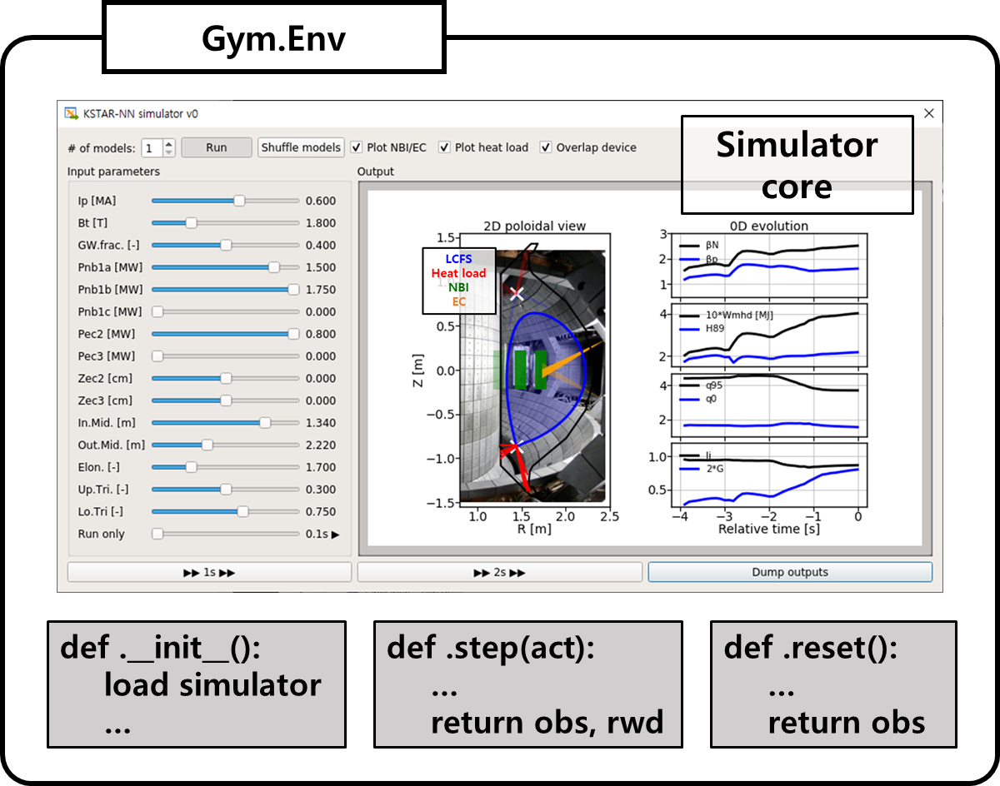 Gym.Env
KSTAR-NN simulator v0
# of models: 1 Run Shuffle models Plot NBI/EC Plot heat load Overlap device
Simulator
core
Input parameters
Output
Ip [MA] 0.600
Bt [T] 1.800
GW.frac. [-] 0.400
Pnb1a [MW] 1.500
Pnb1b [MW] 1.750
Pnb1c [MW] 0.000
Pec2 [MW] 0.800
Pec3 [MW] 0.000
Zec2 [cm] 0.000
Zec3 [cm] 0.000
In.Mid. [m] 1.340
Out.Mid. [m] 2.220
Elon. [-] 1.700
Up.Tri. [-] 0.300
Lo.Tri [-] 0.750
Run only 0.1s ▶
2D poloidal view
1.5
LCFS
Heat load
NBI
EC
0.5
0.0
−0.5
−1.0
−1.5
Z [m]
1.0 1.5 2.0 2.5
R [m]
0D evolution
3
2
1
βN
βp
4
2
10*Wmhd [MJ]
H89
4
2
q95
q0
1.0
0.5
li
2*G
−4 −3 −2 −1 0
Relative time [s]
▶▶ 1s ▶▶
▶▶ 2s ▶▶
Dump outputs
def .__init__():
load simulator
...
def .step(act):
...
return obs, rwd
def .reset():
...
return obs